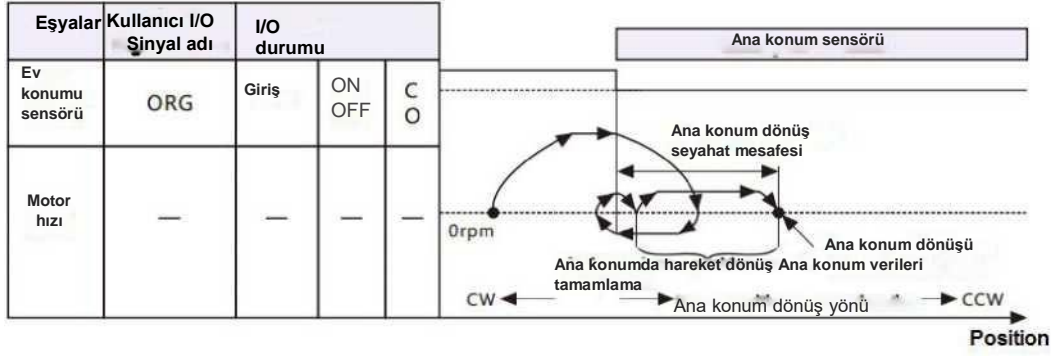 Eşyalar
Kullanıcı I/O
Sinyal adı
I/O
durumu
Ana konum sensörü
Ev
konumu
sensörü
ORG
Giriş
ON
OFF
C
O
Ana konum dönüş
seyahat mesafesi
Motor
hızı
—
—
—
—
0rpm
Ana konum dönüşü
Ana konumda hareket dönüş Ana konum verileri
tamamlama
CW
Ana konum dönüş yönü
CCW
Position